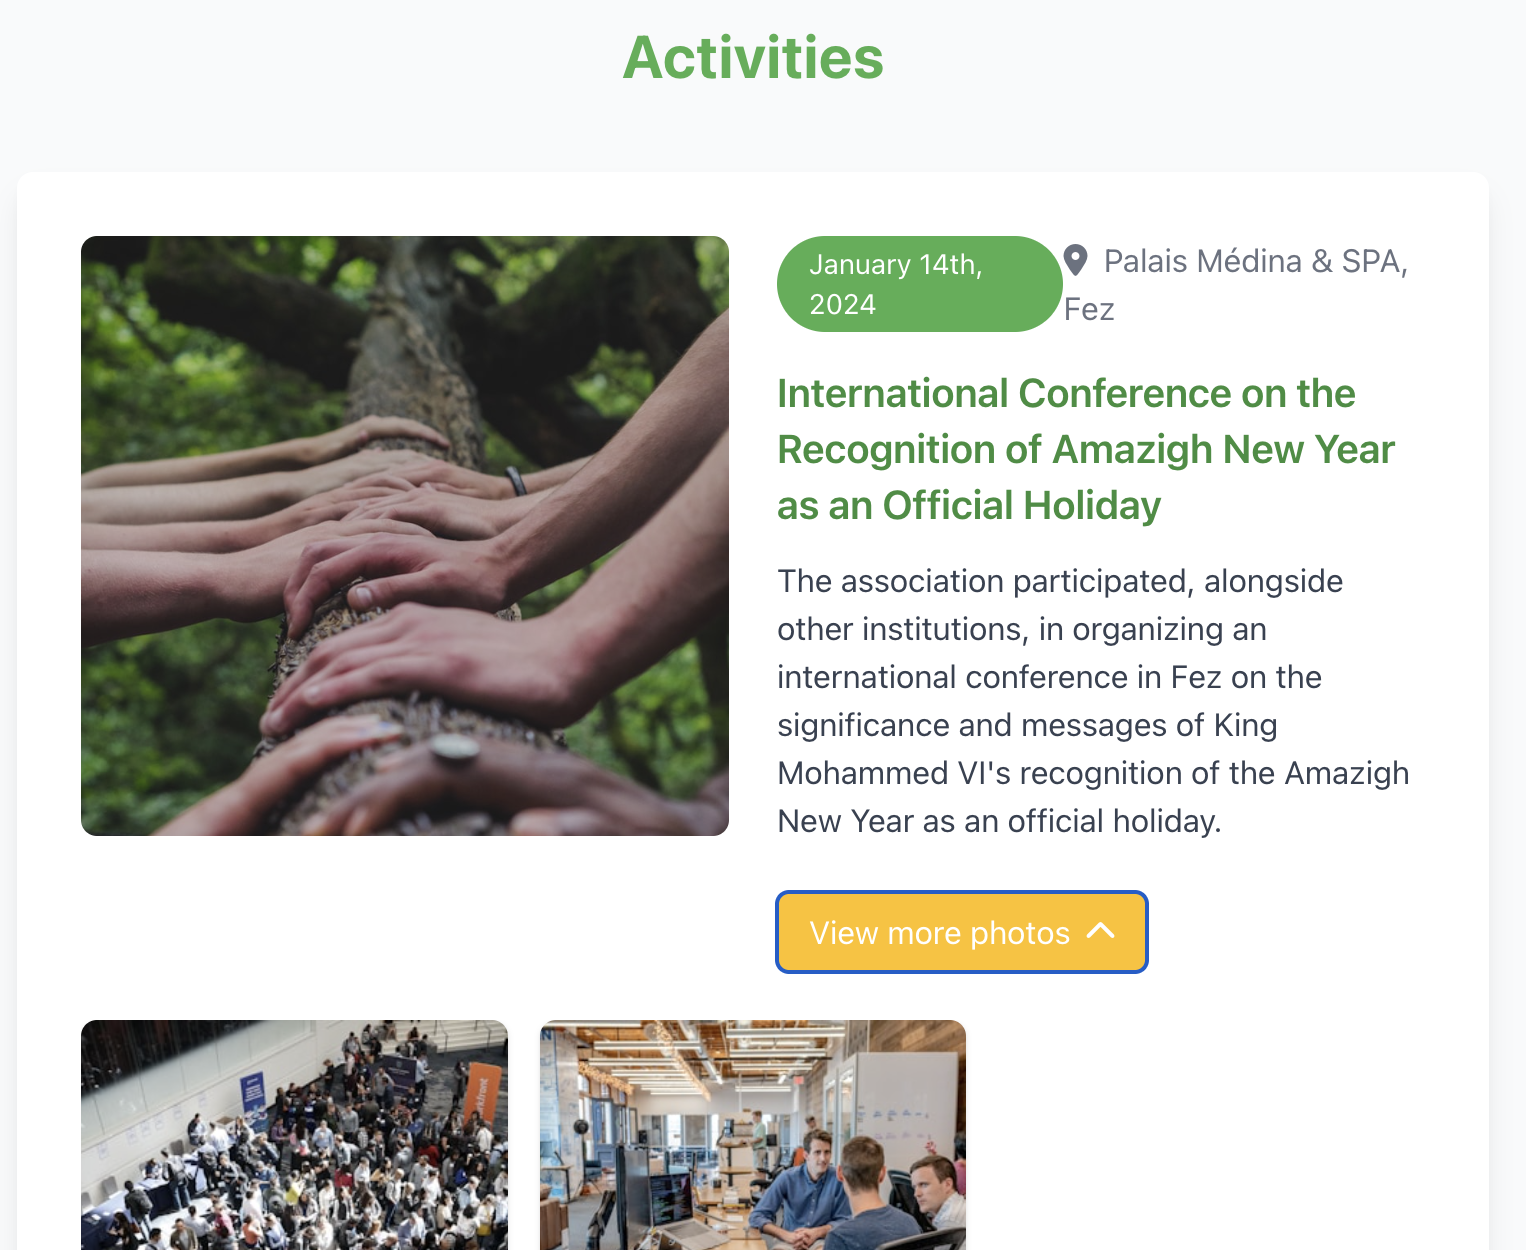 Activities
January 14th,
2024
Palais Médina & SPA,
Fez
International Conference on the
Recognition of Amazigh New Year
as an Official Holiday
The association participated, alongside
other institutions, in organizing an
international conference in Fez on the
significance and messages of King
Mohammed VI's recognition of the Amazigh
New Year as an official holiday.
View more photos